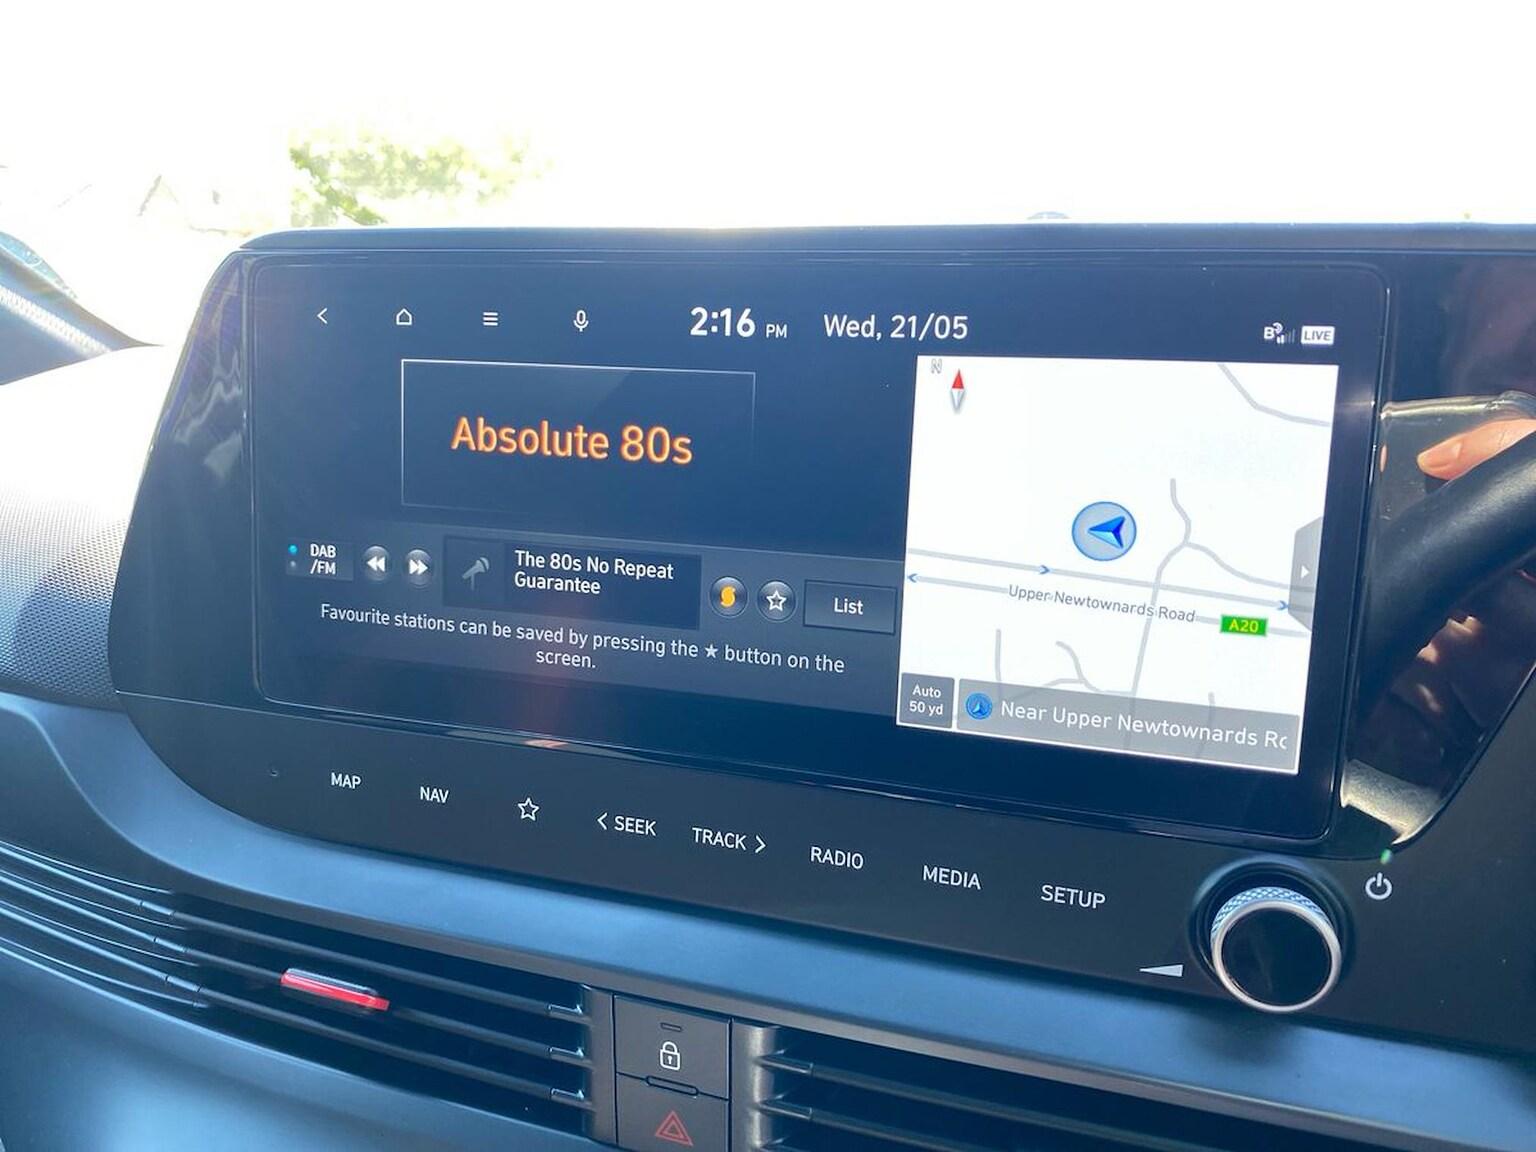 2:16 PM Wed, 21/05
B LIVE
Absolute 80s
N
DAB
/FM
The 80s No Repeat
Guarantee
List
Favourite stations can be saved by pressing the ★ button on the
screen.
Upper Newtownards Road
A20
Auto
50 yd
Near Upper Newtownards Rc
MAP
NAV
< SEEK
TRACK >
RADIO
MEDIA
SETUP